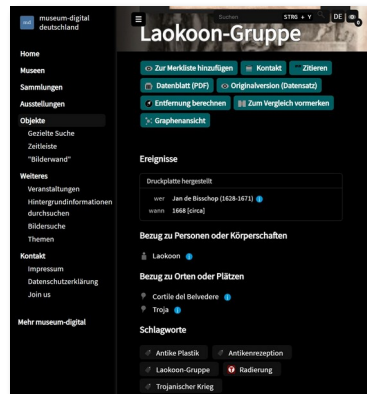 md
museum-digital
deutschland
Home
Museen
Sammlungen
Ausstellungen
Objekte
Gezielte Suche
Zeitleiste
"Bilderwand"
Weiteres
Veranstaltungen
Hintergrundinformationen
durchsuchen
Bildersuche
Themen
Kontakt
Impressum
Datenschutzerklärung
Join us
Mehr museum-digital
Suchen
STRG + Y
DE
Laokoon-Gruppe
Zur Merkliste hinzufügen
Kontakt
Zitieren
Datenblatt (PDF)
Originalversion (Datensatz)
Entfernung berechnen
Zum Vergleich vormerken
Graphenansicht
Ereignisse
Druckplatte hergestellt
wer Jan de Bisschop (1628-1671)
wann 1668 [circa]
Bezug zu Personen oder Körperschaften
Laokoon
Bezug zu Orten oder Plätzen
Cortile del Belvedere
Troja
Schlagworte
Antike Plastik
Antikenrezeption
Laokoon-Gruppe
Radierung
Trojanischer Krieg